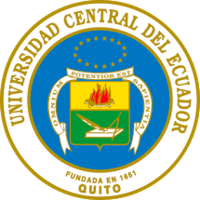 UNIVERSIDAD CENTRAL DEL ECUADOR
OMNIUM POTENTIOR EST SAPIENTIA
FUNDADA EN 1651
QUITO